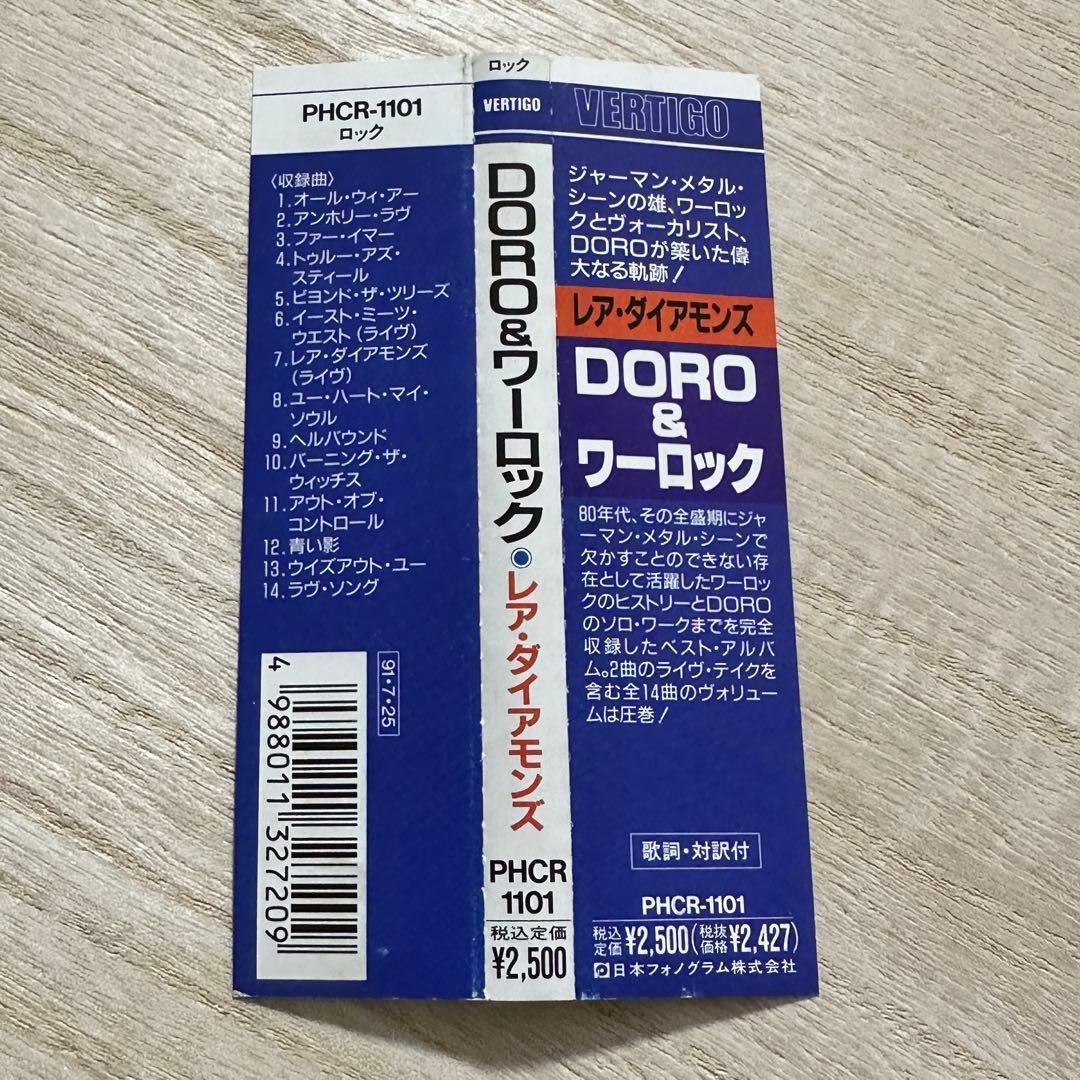 PHCR-1101
ロック
〈収録曲〉
1.オール・ウィ・アー
2.アンホリー・ラヴ
3.ファー・イマー
4.トゥルー・アズ・
スティール
5.ビヨンド・ザ・ツリーズ
6.イースト・ミーツ・
ウエスト(ライヴ)
7.レア・ダイアモンズ
(ライヴ)
8.ユー・ハート・マイ・
ソウル
9.ヘルバウンド
10.バーニング・ザ・
ウィッチス
11.アウト・オブ・
コントロール
12.青い影
13.ウイズアウト・ユー
14.ラヴ・ソング
91・7・25
4 988011 327209
ロック
VERTIGO
DORO&ワーロック●レア・ダイアモンズ
PHCR
1101
税込定価
¥2,500
VERTIGO
ジャーマン・メタル・
シーンの雄、ワーロッ
クとヴォーカリスト、
DOROが築いた偉
大なる軌跡!
レア・ダイアモンズ
DORO
&
ワーロック
80年代、その全盛期にジャ
ーマン・メタル・シーンで
欠かすことのできない存
在として活躍したワーロッ
クのヒストリーとDORO
のソロ・ワークまでを完全
収録したベスト・アルバ
ム。2曲のライヴ・テイクを
含む全14曲のヴォリュー
ムは圧巻!
歌詞・対訳付
PHCR-1101
税込定価¥2,500(税抜価格¥2,427)
日本フォノグラム株式会社